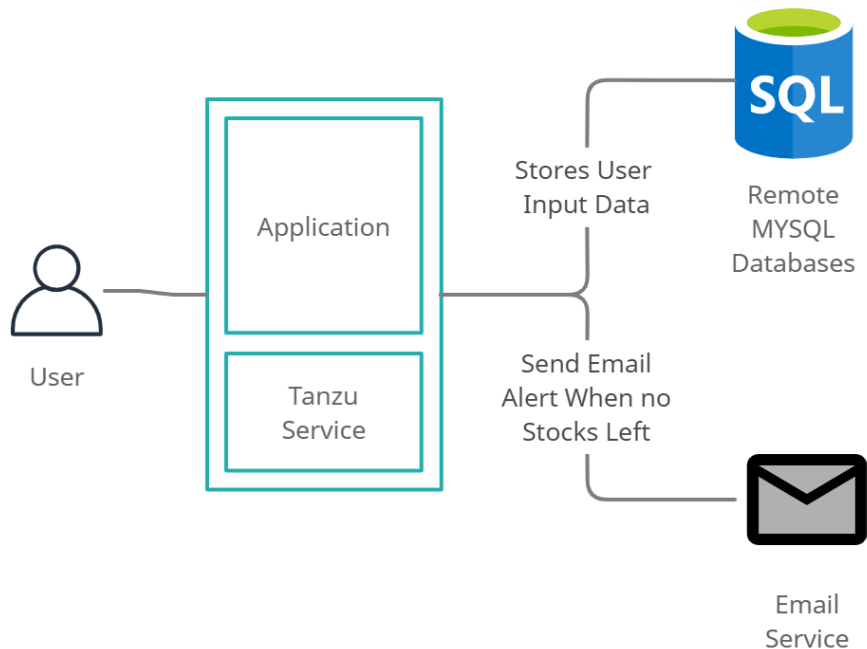 SQL
Stores User
Input Data
Remote
MYSQL
Databases
Application
User
Tanzu
Service
Send Email
Alert When no
Stocks Left
Email
Service